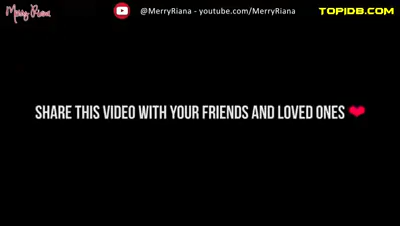 Merry Riana
@MerryRiana - youtube.com/MerryRiana
TOPIDB.COM
SHARE THIS VIDEO WITH YOUR FRIENDS AND LOVED ONES ❤